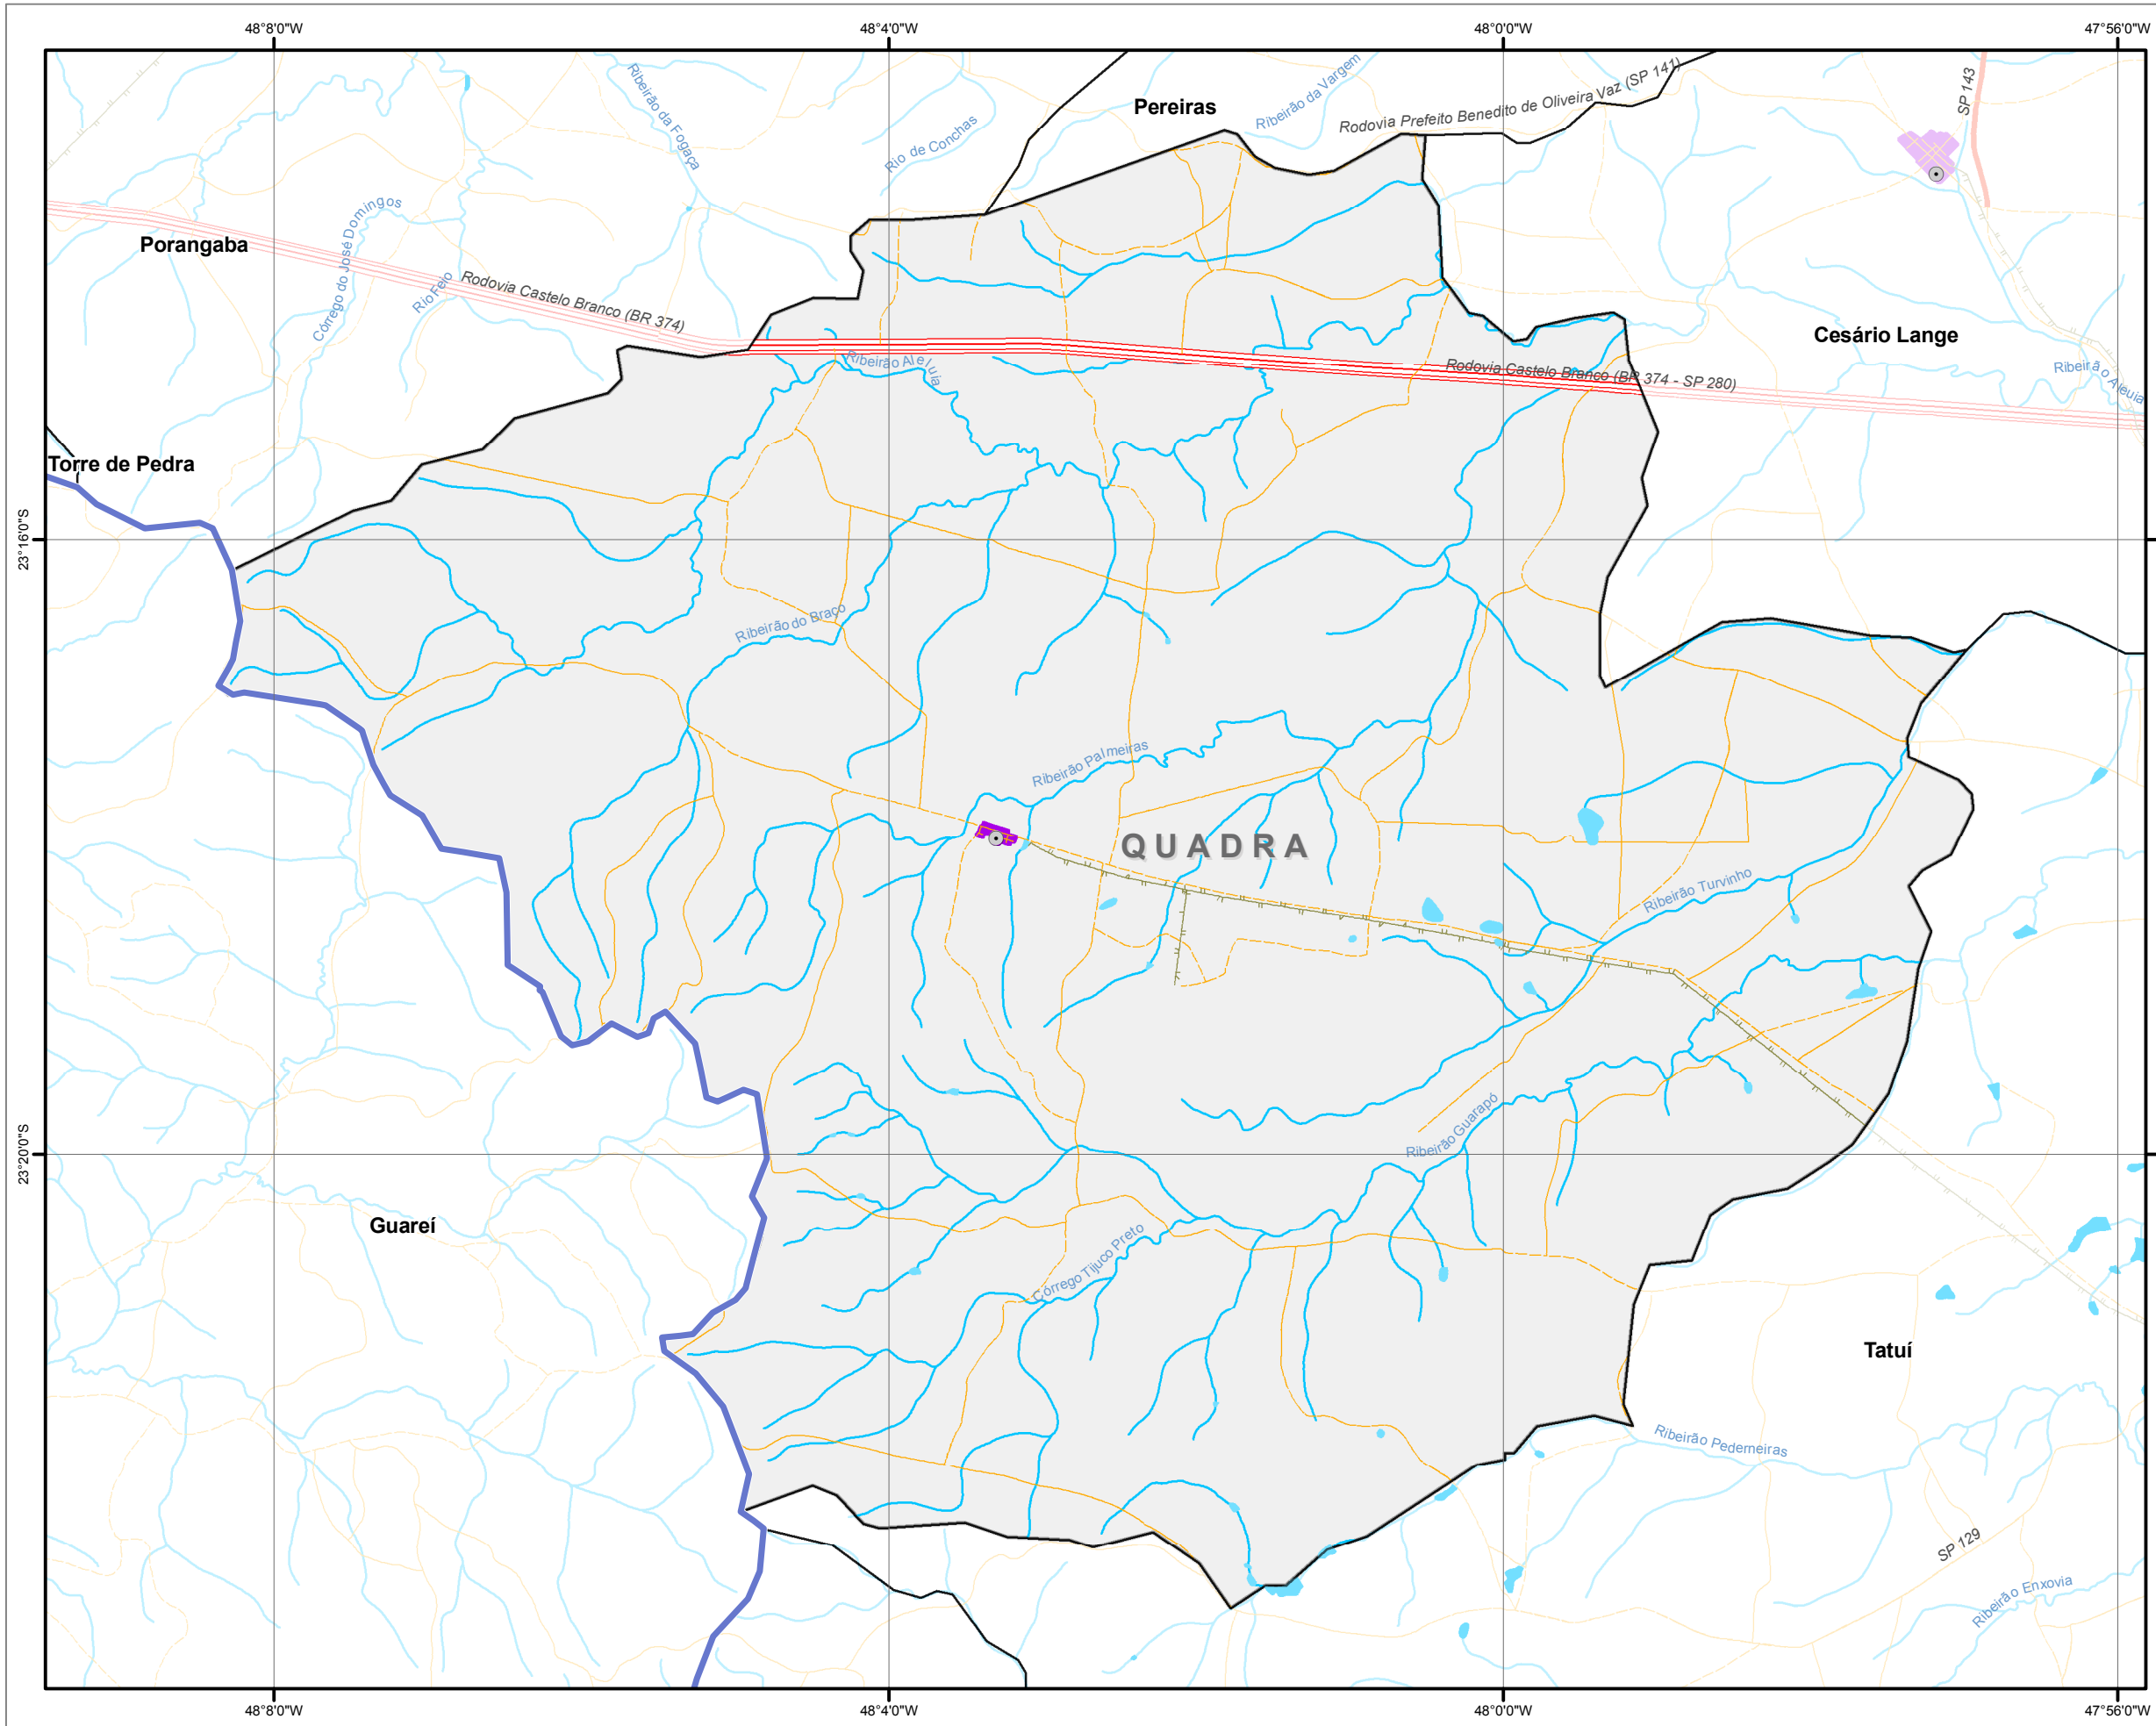 48°8'0"W
48°4'0"W
48°0'0"W
47°56'0"W
Ribeirão da Fogaça
Rio de Conchas
Pereiras
Ribeirão da Vargem
Rodovia Prefeito Benedito de Oliveira Vaz (SP 141)
SP 143
Porangaba
Córrego do José Domingos
Rio Feio
Rodovia Castelo Branco (BR 374)
Ribeirão Aleluia
Cesário Lange
Rodovia Castelo Branco (BR 374 - SP 280)
Ribeirão Aleuia
Torre de Pedra
23°16'0"S
Ribeirão do Braço
Ribeirão Palmeiras
QUADRA
Ribeirão Turvinho
Ribeirão Guarapó
23°20'0"S
Guareí
Córrego Tijuco Preto
Tatuí
Ribeirão Pederneiras
SP 129
Ribeirão Enxovia
48°8'0"W
48°4'0"W
48°0'0"W
47°56'0"W